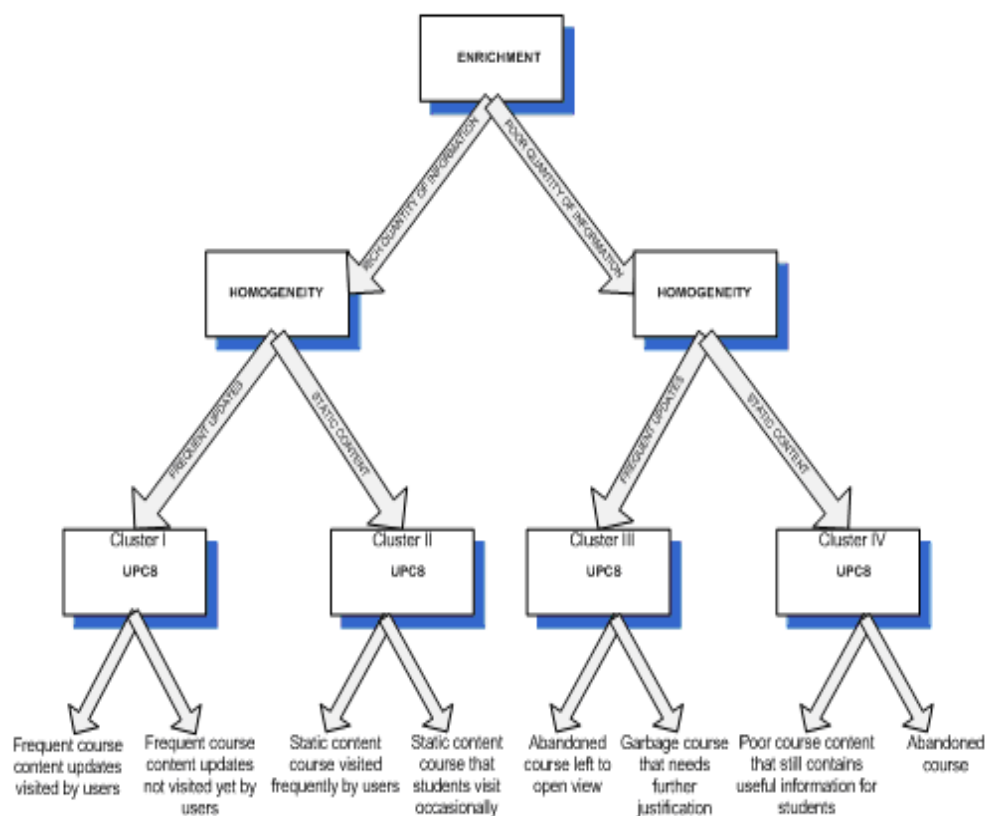 ENRICHMENT
RICH QUANTITY OF INFORMATION
POOR QUANTITY OF INFORMATION
HOMOGENEITY
HOMOGENEITY
FREQUENT UPDATES
STATIC CONTENT
FREQUENT UPDATES
STATIC CONTENT
Cluster I
UPCS
Cluster II
UPCS
Cluster III
UPCS
Cluster IV
UPCS
Frequent course
content updates
visited by users
Frequent course
content updates
not visited yet by
users
Static content
course visited
frequently by users
Static content
course that
students visit
occasionally
Abandoned
course left to
open view
Garbage course
that needs
further
justification
Poor course content
that still contains
useful information for
students
Abandoned
course